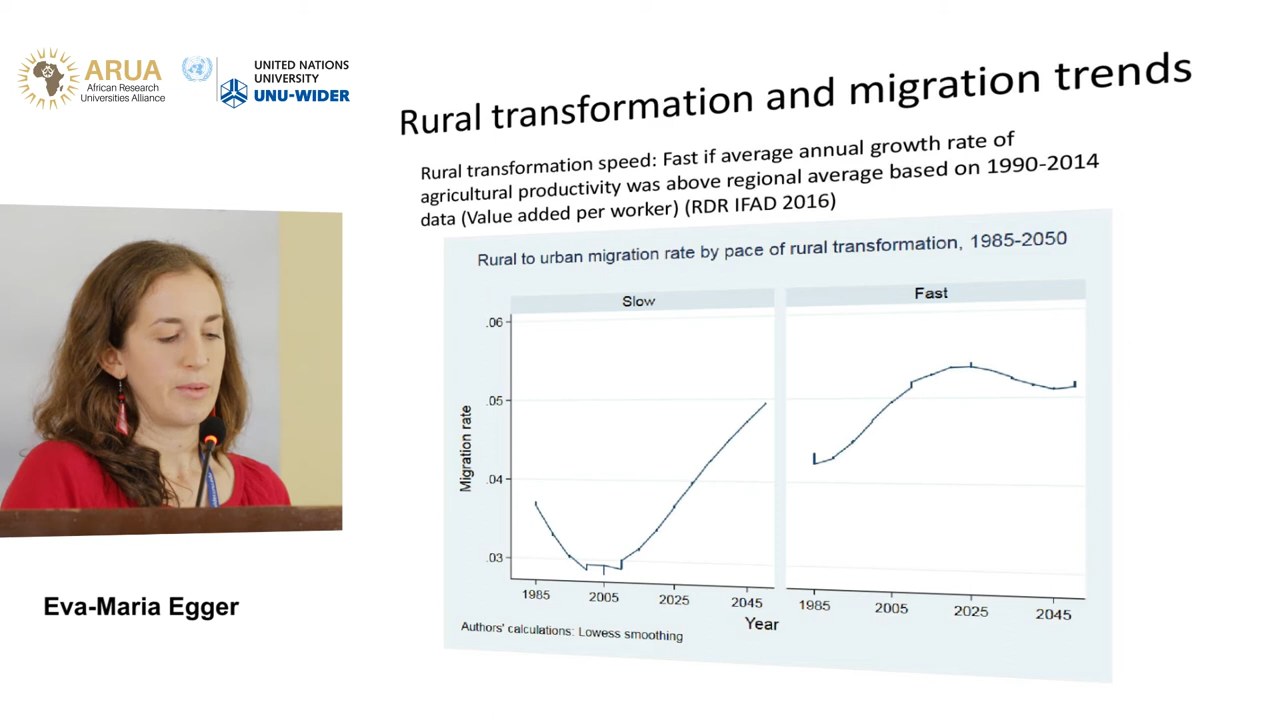 ARUA
African Research
Universities Alliance
UNITED NATIONS
UNIVERSITY
UNU-WIDER
Rural transformation and migration trends
Rural transformation speed: Fast if average annual growth rate of
agricultural productivity was above regional average based on 1990-2014
data (Value added per worker) (RDR IFAD 2016)
Rural to urban migration rate by pace of rural transformation, 1985-2050
Slow
Fast
Migration rate
.06
.05
.04
.03
1985 2005 2025 2045
1985 2005 2025 2045
Year
Authors' calculations: Lowess smoothing
Eva-Maria Egger